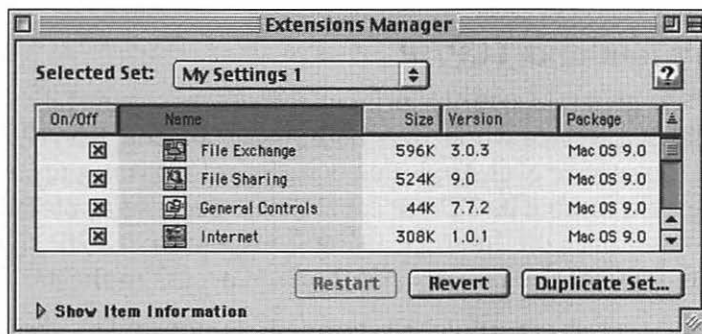 Extensions Manager
Selected Set: My Settings 1
?
On/Off Name Size Version Package
File Exchange 596K 3.0.3 Mac OS 9.0
File Sharing 524K 9.0 Mac OS 9.0
General Controls 44K 7.7.2 Mac OS 9.0
Internet 308K 1.0.1 Mac OS 9.0
Restart Revert Duplicate Set...
Show Item Information